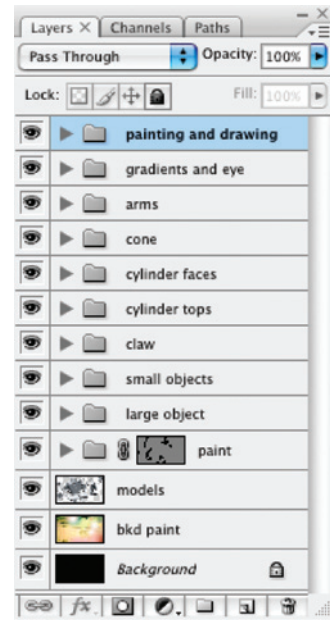 Layers × Channels Paths
Pass Through Opacity: 100%
Lock: Fill: 100%
painting and drawing
gradients and eye
arms
cone
cylinder faces
cylinder tops
claw
small objects
large object
paint
models
bkd paint
Background
fx.